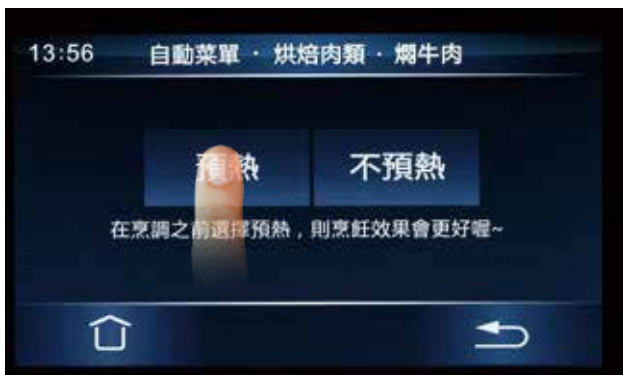 13:56 自動菜單 · 烘焙肉類 · 燜牛肉
預熱 不預熱
在烹調之前選擇預熱，則烹飪效果會更好喔~